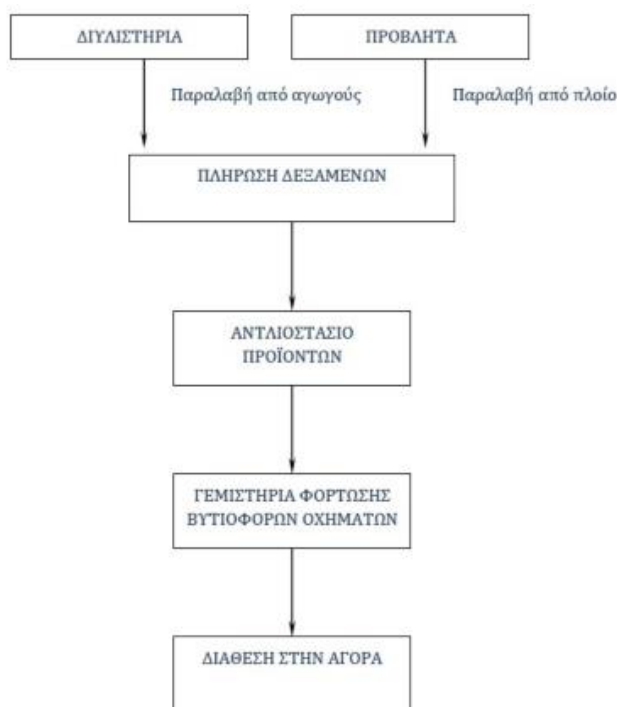 ΔΙΥΛΙΣΤΗΡΙΑ
ΠΡΟΒΛΗΤΑ
Παραλαβή από αγωγούς
Παραλαβή από πλοίο
ΠΛΗΡΩΣΗ ΔΕΞΑΜΕΝΩΝ
ΑΝΤΛΙΟΣΤΑΣΙΟ
ΠΡΟΪΟΝΤΩΝ
ΓΕΜΙΣΤΗΡΙΑ ΦΟΡΤΩΣΗΣ
ΒΥΤΙΟΦΟΡΩΝ ΟΧΗΜΑΤΩΝ
ΔΙΑΘΕΣΗ ΣΤΗΝ ΑΓΟΡΑ